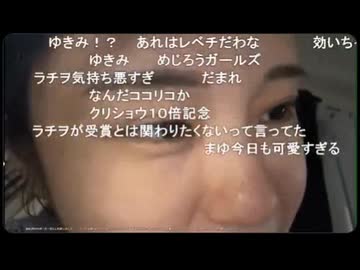 ゆきみ！？ あれはレベチだわな 効いち
ゆきみ めじろうガールズ
ラチヲ気持ち悪すぎ だまれ
なんだココリコか
クリショウ１０倍記念
ラチヲが受賞とは関わりたくないって言ってた
まゆ今日も可愛すぎる